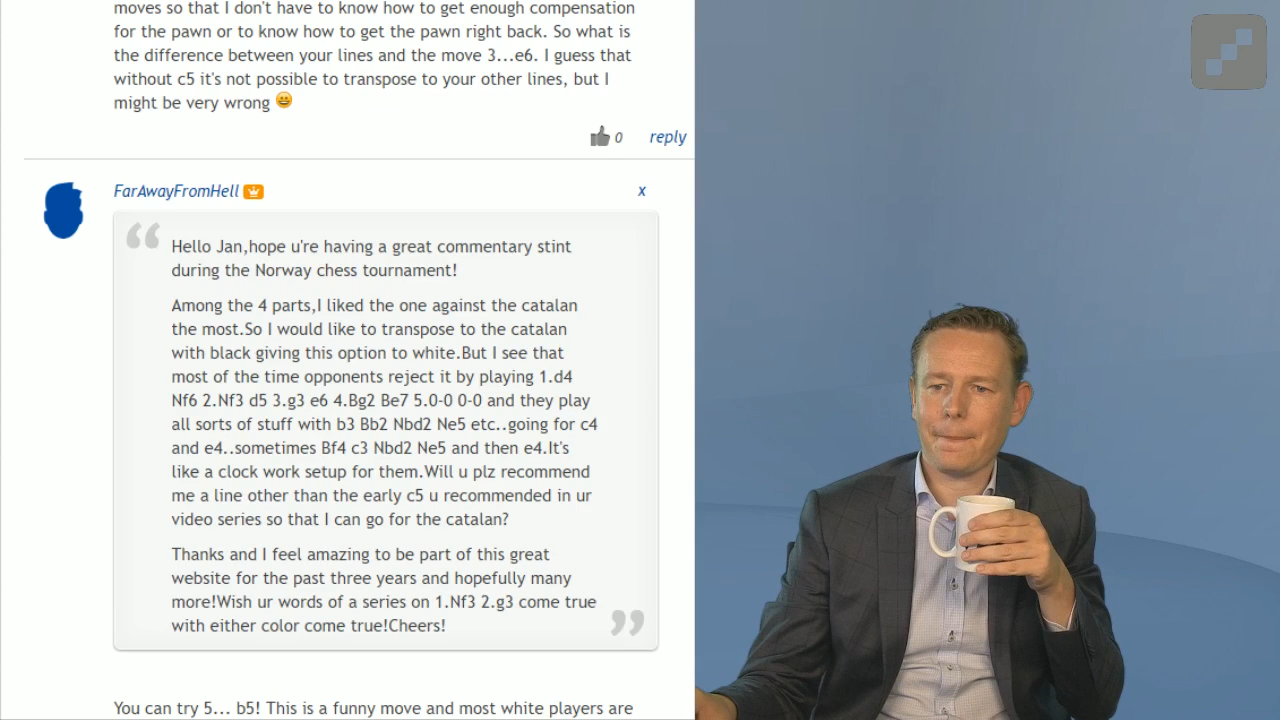 moves so that I don't have to know how to get enough compensation
for the pawn or to know how to get the pawn right back. So what is
the difference between your lines and the move 3...e6. I guess that
without c5 it's not possible to transpose to your other lines, but I
might be very wrong 😄
0 reply
FarAwayFromHell x
Hello Jan,hope u're having a great commentary stint
during the Norway chess tournament!
Among the 4 parts,I liked the one against the catalan
the most.So I would like to transpose to the catalan
with black giving this option to white.But I see that
most of the time opponents reject it by playing 1.d4
Nf6 2.Nf3 d5 3.g3 e6 4.Bg2 Be7 5.0-0 0-0 and they play
all sorts of stuff with b3 Bb2 Nbd2 Ne5 etc..going for c4
and e4..sometimes Bf4 c3 Nbd2 Ne5 and then e4.It's
like a clock work setup for them.Will u plz recommend
me a line other than the early c5 u recommended in ur
video series so that I can go for the catalan?
Thanks and I feel amazing to be part of this great
website for the past three years and hopefully many
more!Wish ur words of a series on 1.Nf3 2.g3 come true
with either color come true!Cheers!
You can try 5... b5! This is a funny move and most white players are